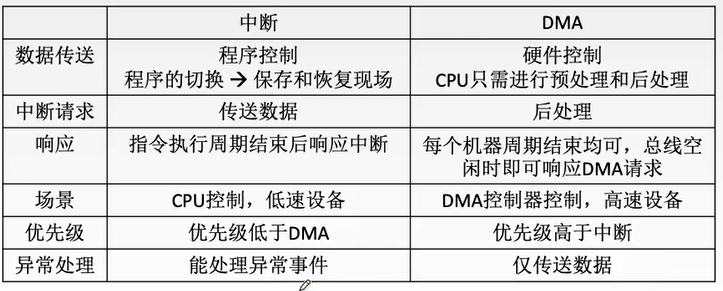 中断 DMA
数据传送 程序控制 硬件控制
程序的切换 → 保存和恢复现场 CPU只需进行预处理和后处理
中断请求 传送数据 后处理
响应 指令执行周期结束后响应中断 每个机器周期结束均可，总线空
闲时即可响应DMA请求
场景 CPU控制，低速设备 DMA控制器控制，高速设备
优先级 优先级低于DMA 优先级高于中断
异常处理 能处理异常事件 仅传送数据